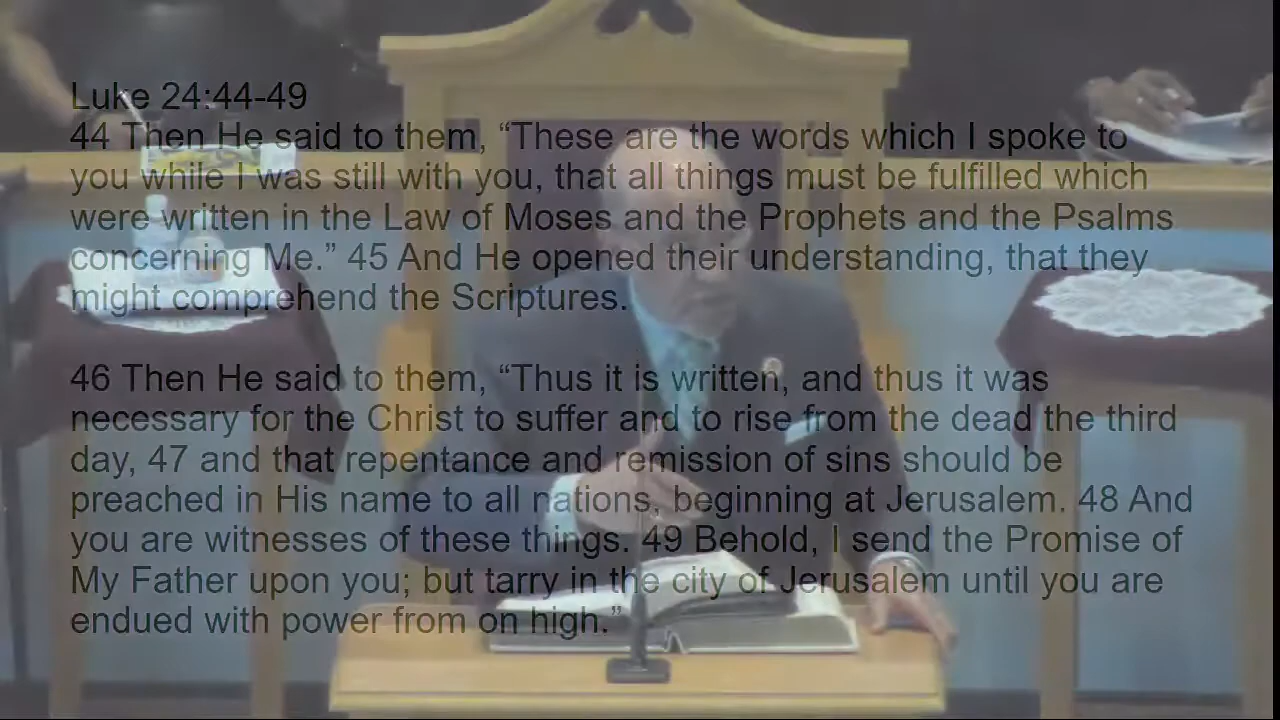 Luke 24:44-49
44 Then He said to them, “These are the words which I spoke to
you while I was still with you, that all things must be fulfilled which
were written in the Law of Moses and the Prophets and the Psalms
concerning Me.” 45 And He opened their understanding, that they
might comprehend the Scriptures.
46 Then He said to them, “Thus it is written, and thus it was
necessary for the Christ to suffer and to rise from the dead the third
day, 47 and that repentance and remission of sins should be
preached in His name to all nations, beginning at Jerusalem. 48 And
you are witnesses of these things. 49 Behold, I send the Promise of
My Father upon you; but tarry in the city of Jerusalem until you are
endued with power from on high.”